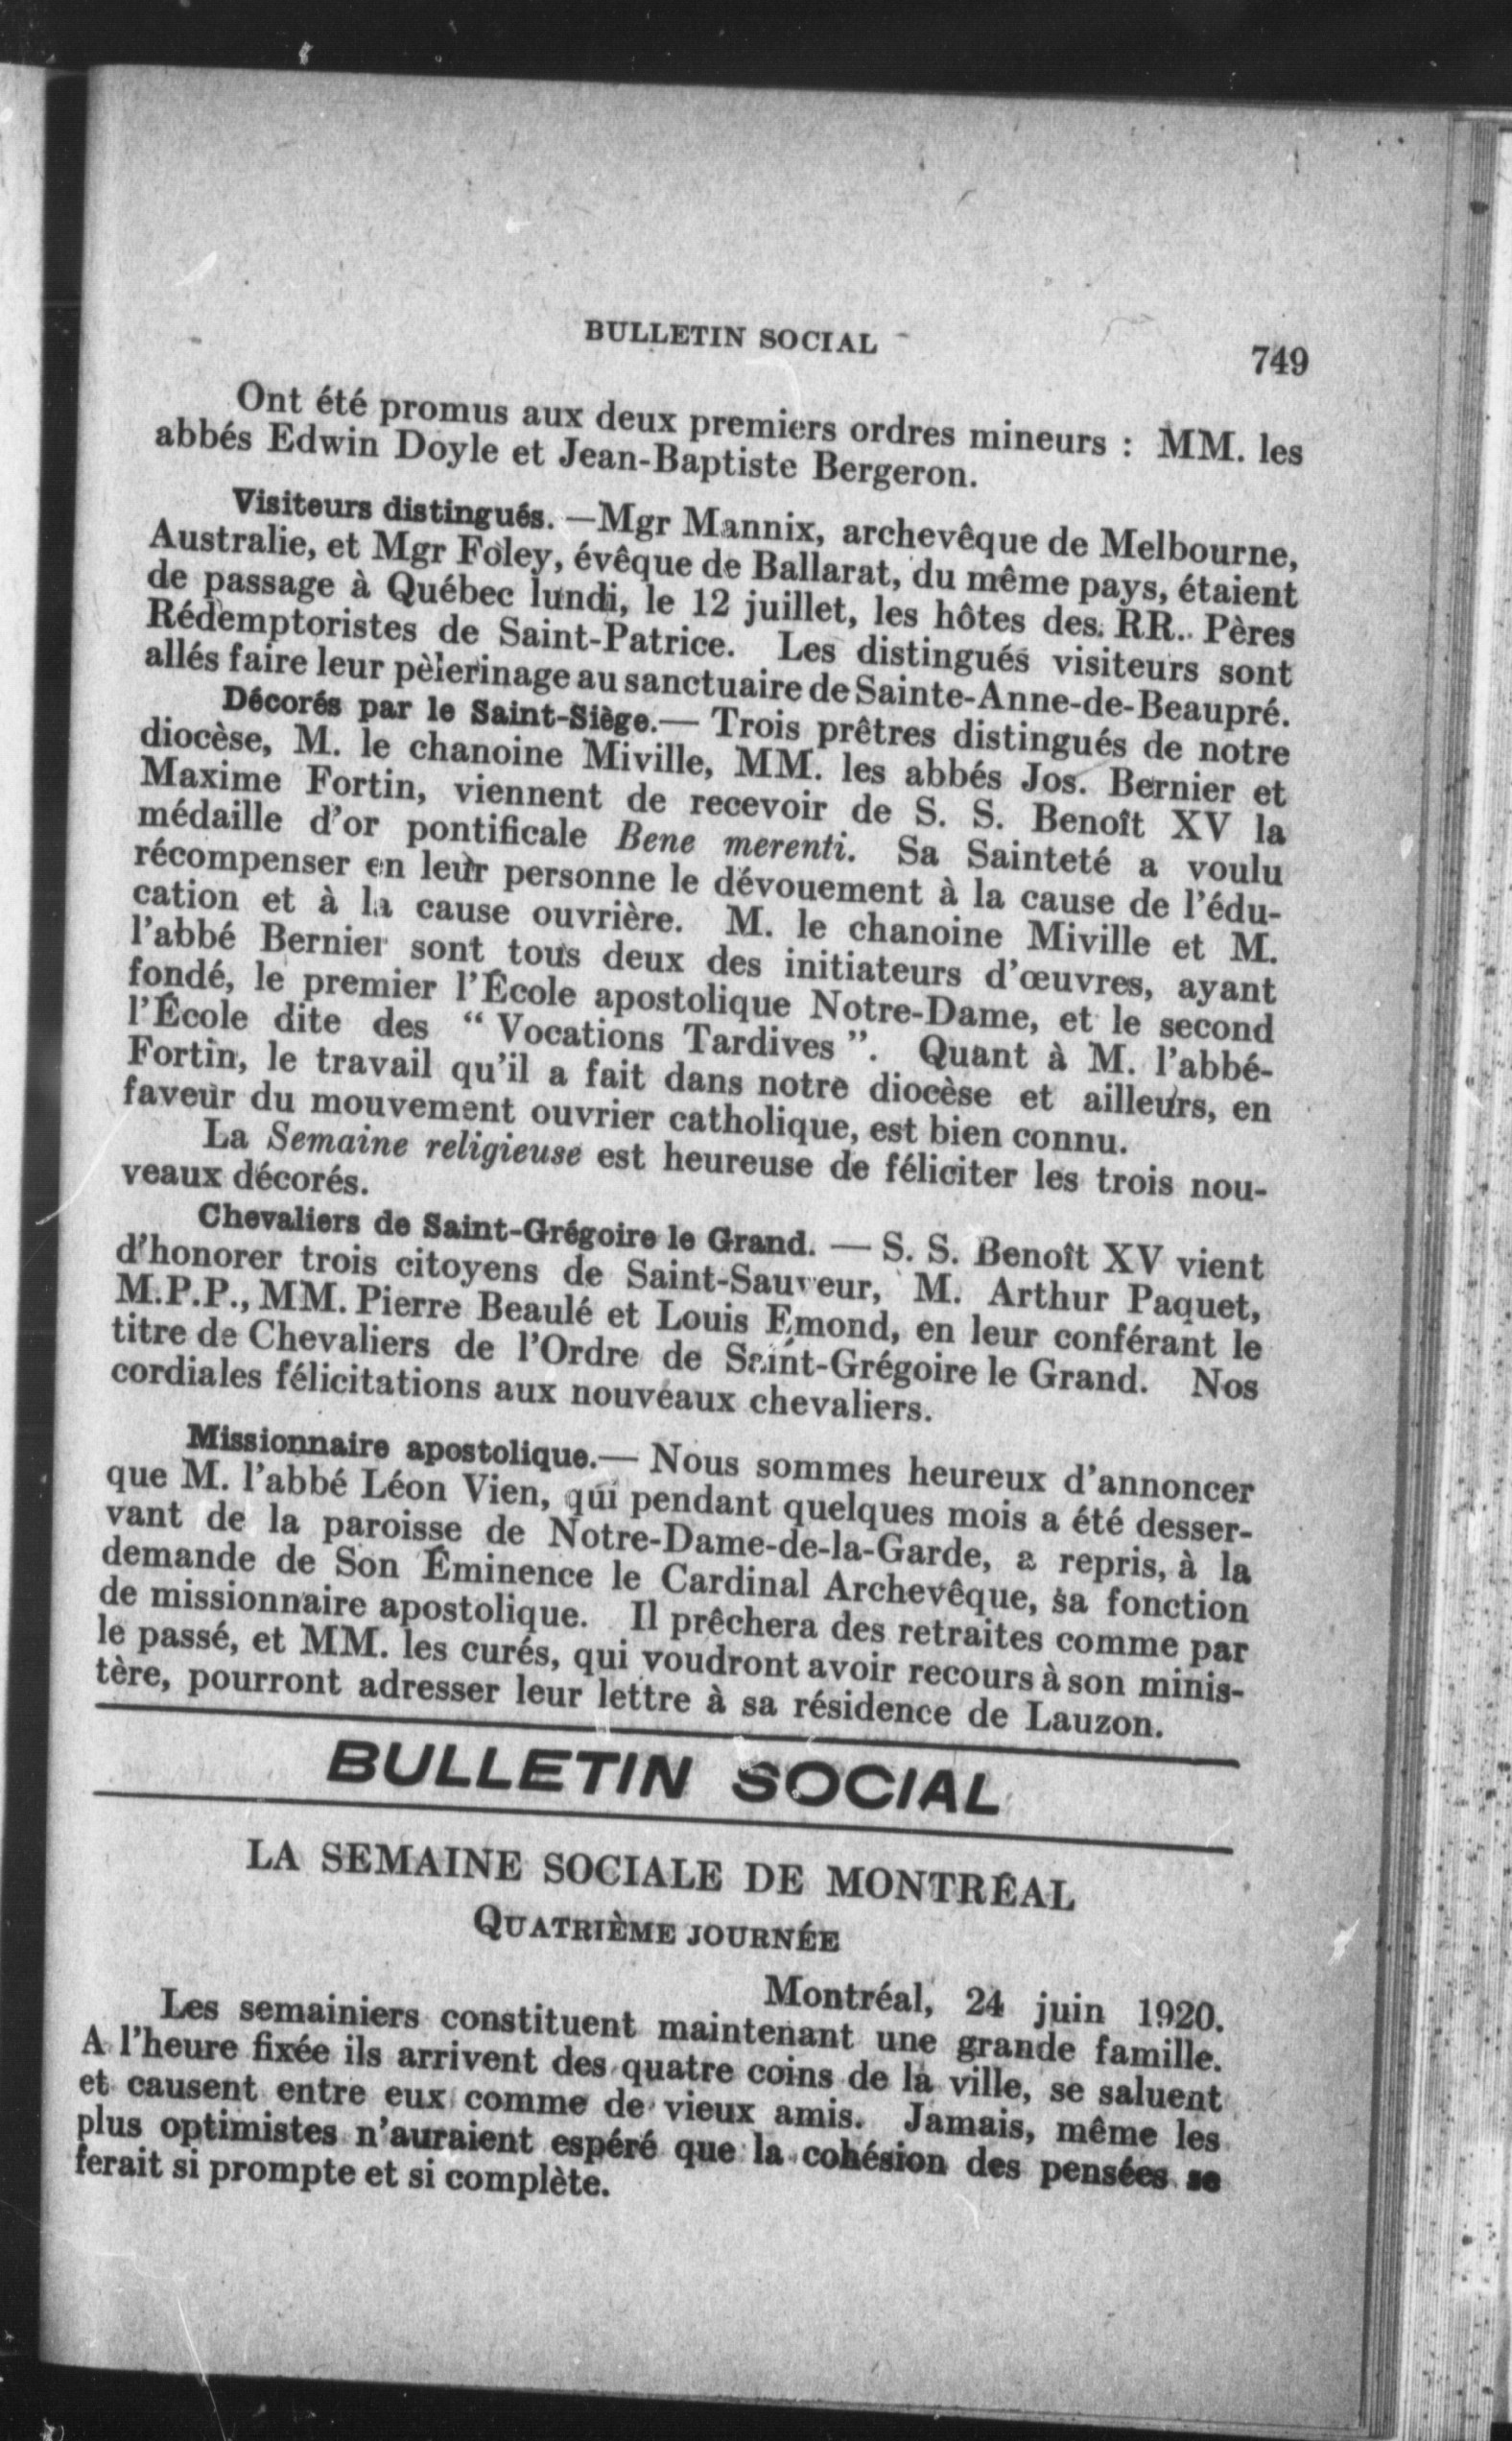 BULLETIN SOCIAL
749
Ont été promus aux deux premiers ordres mineurs : MM. les
abbés Edwin Doyle et Jean-Baptiste Bergeron.
Visiteurs distingués. —Mgr Mannix, archevêque de Melbourne,
Australie, et Mgr Foley, évêque de Ballarat, du même pays, étaient
de passage à Québec lundi, le 12 juillet, les hôtes des RR. Pères
Rédemptoristes de Saint-Patrice. Les distingués visiteurs sont
allés faire leur pèlerinage au sanctuaire de Sainte-Anne-de-Beaupré.
Décorés par le Saint-Siège.— Trois prêtres distingués de notre
diocèse, M. le chanoine Miville, MM. les abbés Jos. Bernier et
Maxime Fortin, viennent de recevoir de S. S. Benoît XV la
médaille d'or pontificale Bene merenti. Sa Sainteté a voulu
récompenser en leur personne le dévouement à la cause de l'édu-
cation et à la cause ouvrière. M. le chanoine Miville et M.
l'abbé Bernier sont tous deux des initiateurs d'œuvres, ayant
fondé, le premier l'École apostolique Notre-Dame, et le second
l'École dite des “ Vocations Tardives ”. Quant à M. l'abbé-
Fortin, le travail qu'il a fait dans notre diocèse et ailleurs, en
faveur du mouvement ouvrier catholique, est bien connu.
La Semaine religieuse est heureuse de féliciter les trois nou-
veaux décorés.
Chevaliers de Saint-Grégoire le Grand. — S. S. Benoît XV vient
d'honorer trois citoyens de Saint-Sauveur, M. Arthur Paquet,
M.P.P., MM. Pierre Beaulé et Louis Emond, en leur conférant le
titre de Chevaliers de l'Ordre de Saint-Grégoire le Grand. Nos
cordiales félicitations aux nouveaux chevaliers.
Missionnaire apostolique.— Nous sommes heureux d'annoncer
que M. l'abbé Léon Vien, qui pendant quelques mois a été desser-
vant de la paroisse de Notre-Dame-de-la-Garde, a repris, à la
demande de Son Éminence le Cardinal Archevêque, sa fonction
de missionnaire apostolique. Il prêchera des retraites comme par
le passé, et MM. les curés, qui voudront avoir recours à son minis-
tère, pourront adresser leur lettre à sa résidence de Lauzon.
BULLETIN SOCIAL
LA SEMAINE SOCIALE DE MONTRÉAL
QUATRIÈME JOURNÉE
Montréal, 24 juin 1920.
Les semainiers constituent maintenant une grande famille.
A l'heure fixée ils arrivent des quatre coins de la ville, se saluent
et causent entre eux comme de vieux amis. Jamais, même les
plus optimistes n'auraient espéré que la cohésion des pensées se
ferait si prompte et si complète.